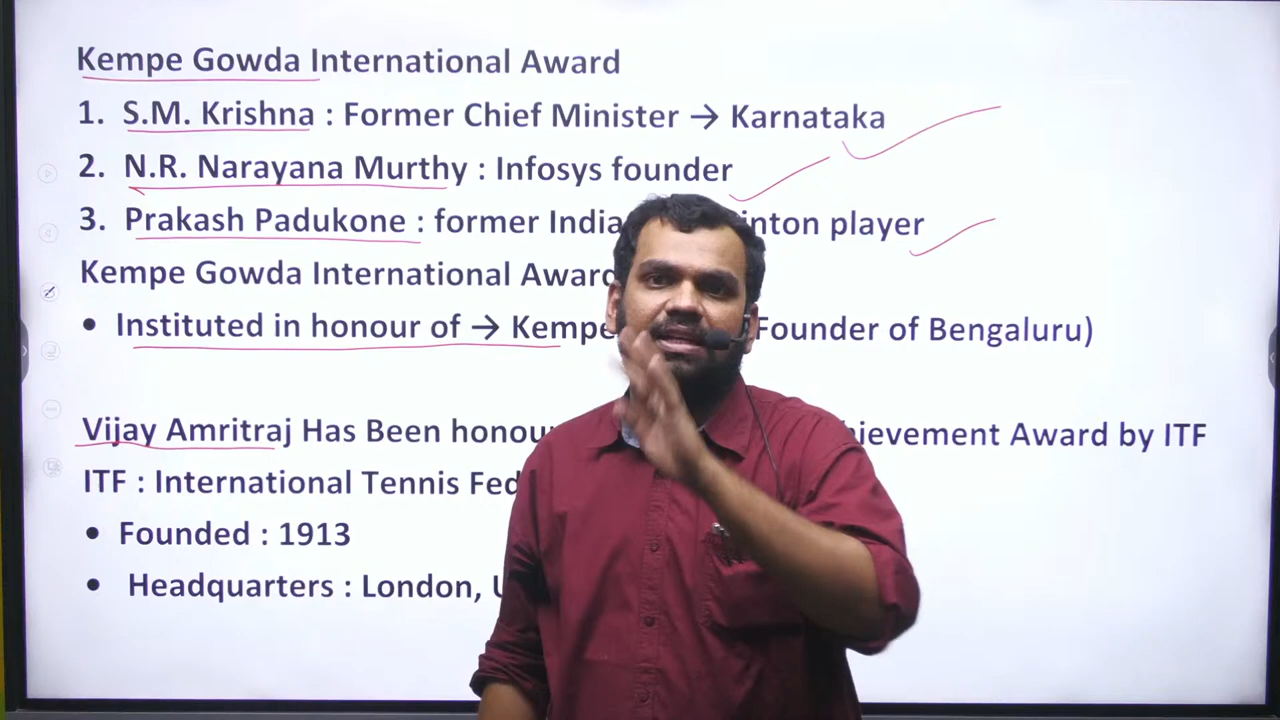 Kempe Gowda International Award
1. S.M. Krishna : Former Chief Minister → Karnataka
2. N.R. Narayana Murthy : Infosys founder
3. Prakash Padukone : former India inton player
Kempe Gowda International Award
• Instituted in honour of → Kempe Founder of Bengaluru)
Vijay Amritraj Has Been honou hievement Award by ITF
ITF : International Tennis Fed
• Founded : 1913
• Headquarters : London, U